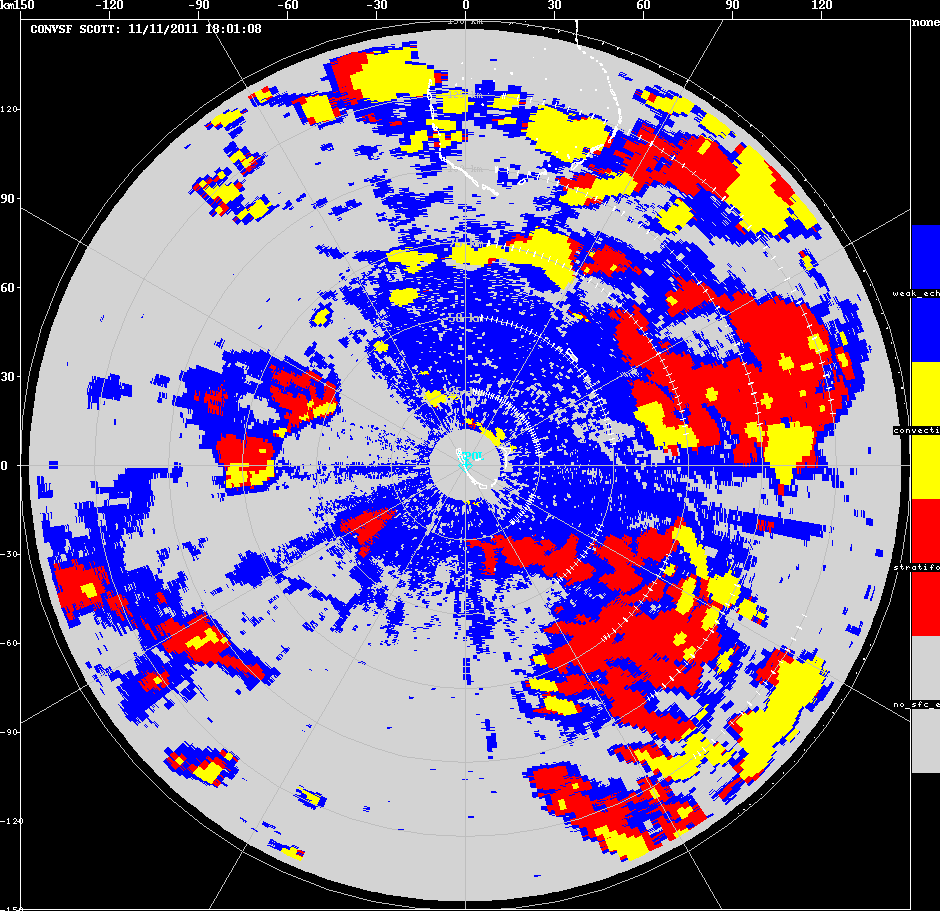 km150 -120 -90 -60 -30 0 30 60 90 120
none
CONVSF SCOTT: 11/11/2011 18:01:08
120
90
60
weak_ech
50 km
30
convecti
0
-30
stratifo
-60
no_sfc_e
-90
-120